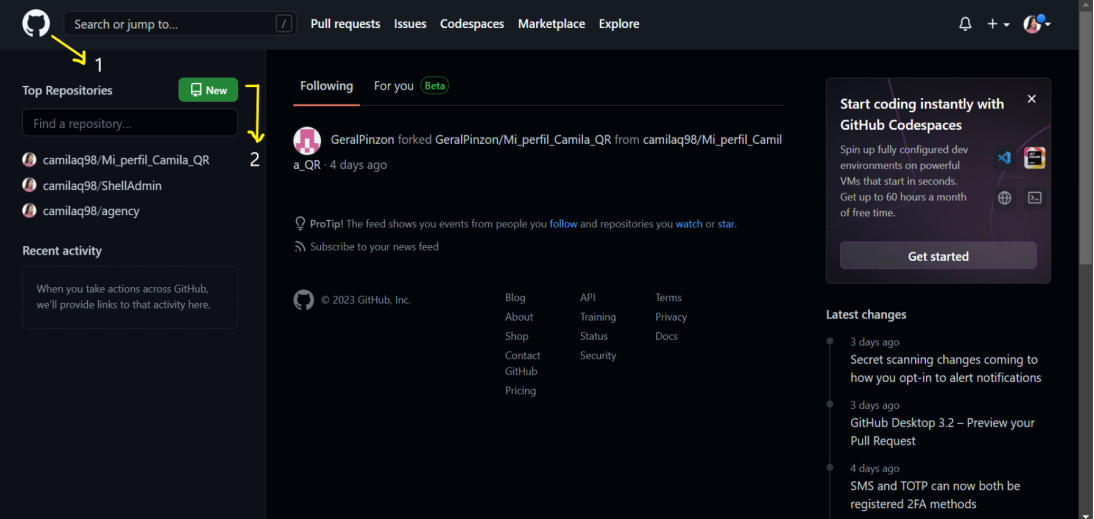 Search or jump to... /
Pull requests Issues Codespaces Marketplace Explore
1
Top Repositories
New
Find a repository...
2
camilaq98/Mi_perfil_Camila_QR
camilaq98/ShellAdmin
camilaq98/agency
Recent activity
When you take actions across GitHub,
we'll provide links to that activity here.
Following For you Beta
GeralPinzon forked GeralPinzon/Mi_perfil_Camila_QR from camilaq98/Mi_perfil_Camil
a_QR · 4 days ago
ProTip! The feed shows you events from people you follow and repositories you watch or star.
Subscribe to your news feed
© 2023 GitHub, Inc.
Blog
About
Shop
Contact
GitHub
Pricing
API
Training
Status
Security
Terms
Privacy
Docs
Start coding instantly with
GitHub Codespaces
Spin up fully configured dev
environments on powerful
VMs that start in seconds.
Get up to 60 hours a month
of free time.
Get started
Latest changes
3 days ago
Secret scanning changes coming to
how you opt-in to alert notifications
3 days ago
GitHub Desktop 3.2 – Preview your
Pull Request
4 days ago
SMS and TOTP can now both be
registered 2FA methods